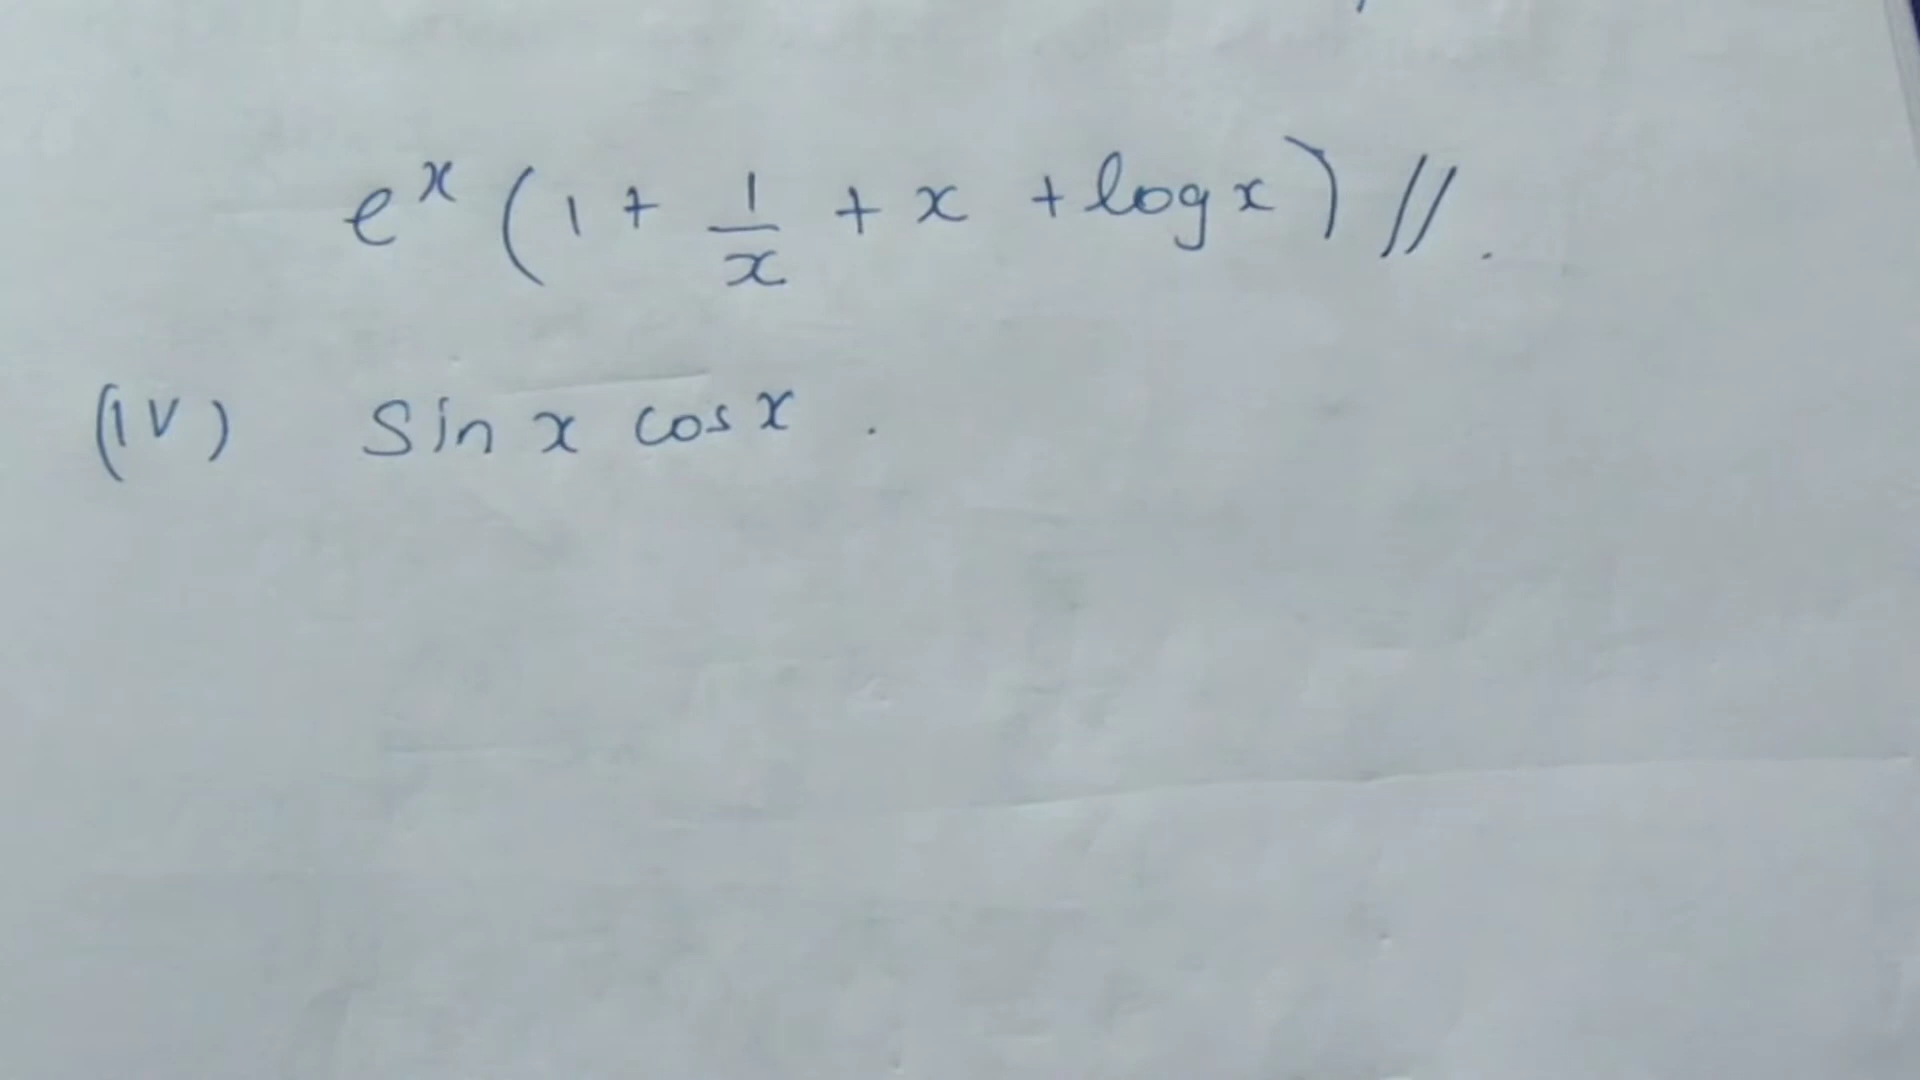 e^x (1 + 1/x + x + log x) //.
(iv) Sin x cos x .